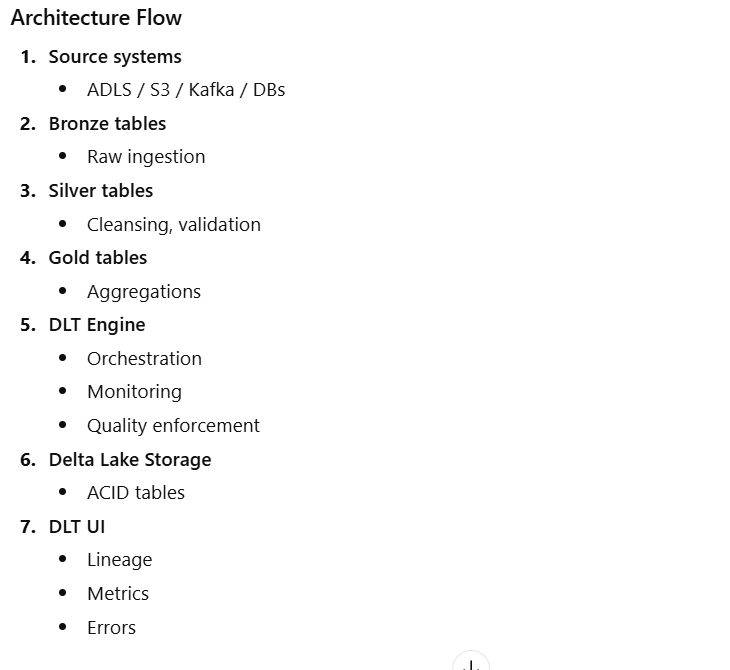 Architecture Flow
1. Source systems
• ADLS / S3 / Kafka / DBs
2. Bronze tables
• Raw ingestion
3. Silver tables
• Cleansing, validation
4. Gold tables
• Aggregations
5. DLT Engine
• Orchestration
• Monitoring
• Quality enforcement
6. Delta Lake Storage
• ACID tables
7. DLT UI
• Lineage
• Metrics
• Errors